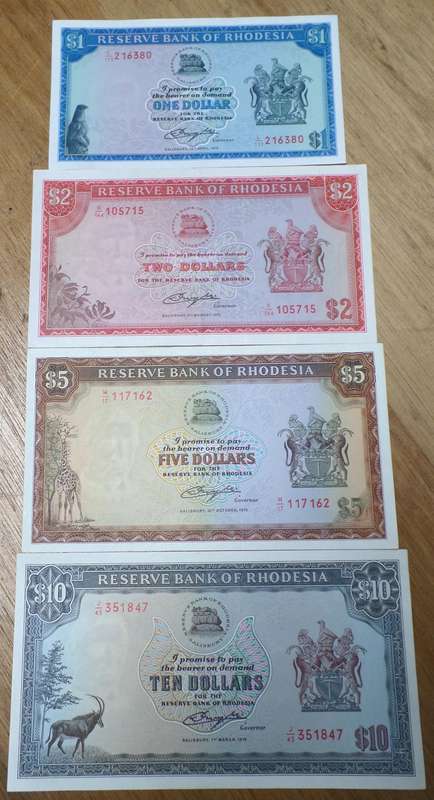 $1 RESERVE BANK OF RHODESIA $1
216380
I promise to pay
the bearer on demand
ONE DOLLAR
FOR THE
RESERVE BANK OF RHODESIA
Governor
216380
$1
$2 RESERVE BANK OF RHODESIA $2
105715
I promise to pay the bearer on demand
TWO DOLLARS
FOR THE RESERVE BANK OF RHODESIA
Governor
105715
$2
$5 RESERVE BANK OF RHODESIA $5
117162
I promise to pay
the bearer on demand
FIVE DOLLARS
FOR THE
RESERVE BANK OF RHODESIA
Governor
117162
$5
$10 RESERVE BANK OF RHODESIA $10
J/45 351847
SALISBURY
I promise to pay
the bearer on demand
TEN DOLLARS
FOR THE
RESERVE BANK OF RHODESIA
Governor
J/45 351847
$10